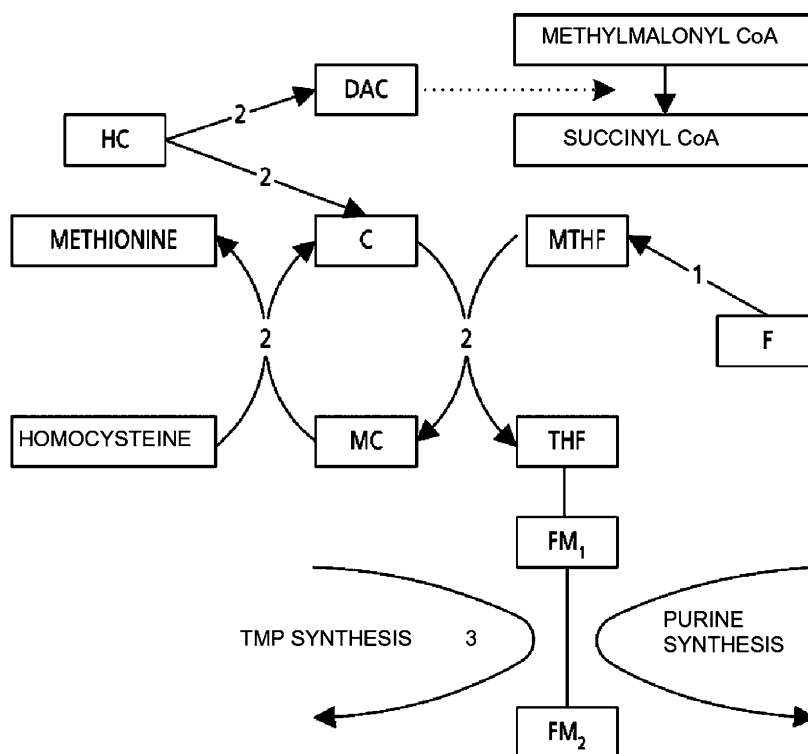 METHYLMALONYL CoA
DAC
2
HC
SUCCINYL CoA
2
METHIONINE
C
MTHF
1
F
2
2
HOMOCYSTEINE
MC
THF
FM₁
TMP SYNTHESIS 3
PURINE
SYNTHESIS
FM₂